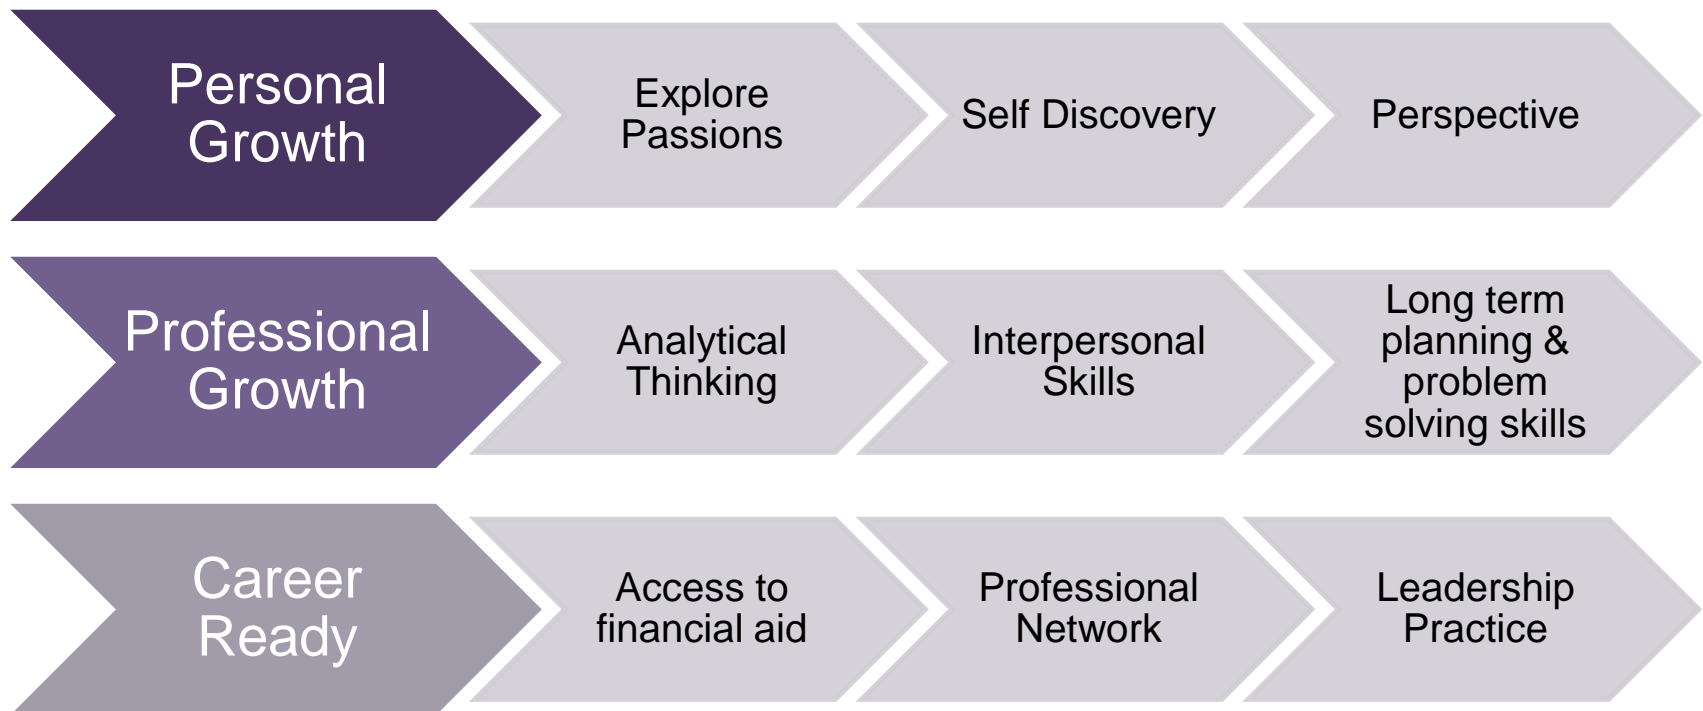 Personal
Growth
Explore
Passions
Self Discovery
Perspective
Professional
Growth
Analytical
Thinking
Interpersonal
Skills
Long term
planning &
problem
solving skills
Career
Ready
Access to
financial aid
Professional
Network
Leadership
Practice